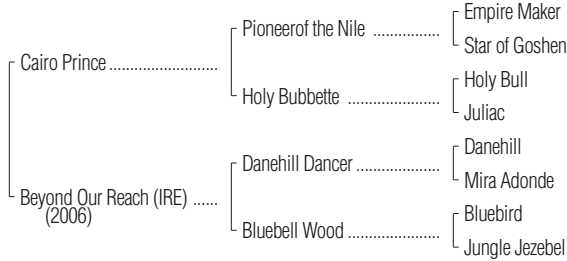 Empire Maker
Pioneerof the Nile ..................
Star of Goshen
Cairo Prince ..........................
Holy Bull
Holy Bubbette ......................
Juliac
Danehill
Danehill Dancer ....................
Mira Adonde
Beyond Our Reach (IRE) ......
(2006)
Bluebird
Bluebell Wood ......................
Jungle Jezebel